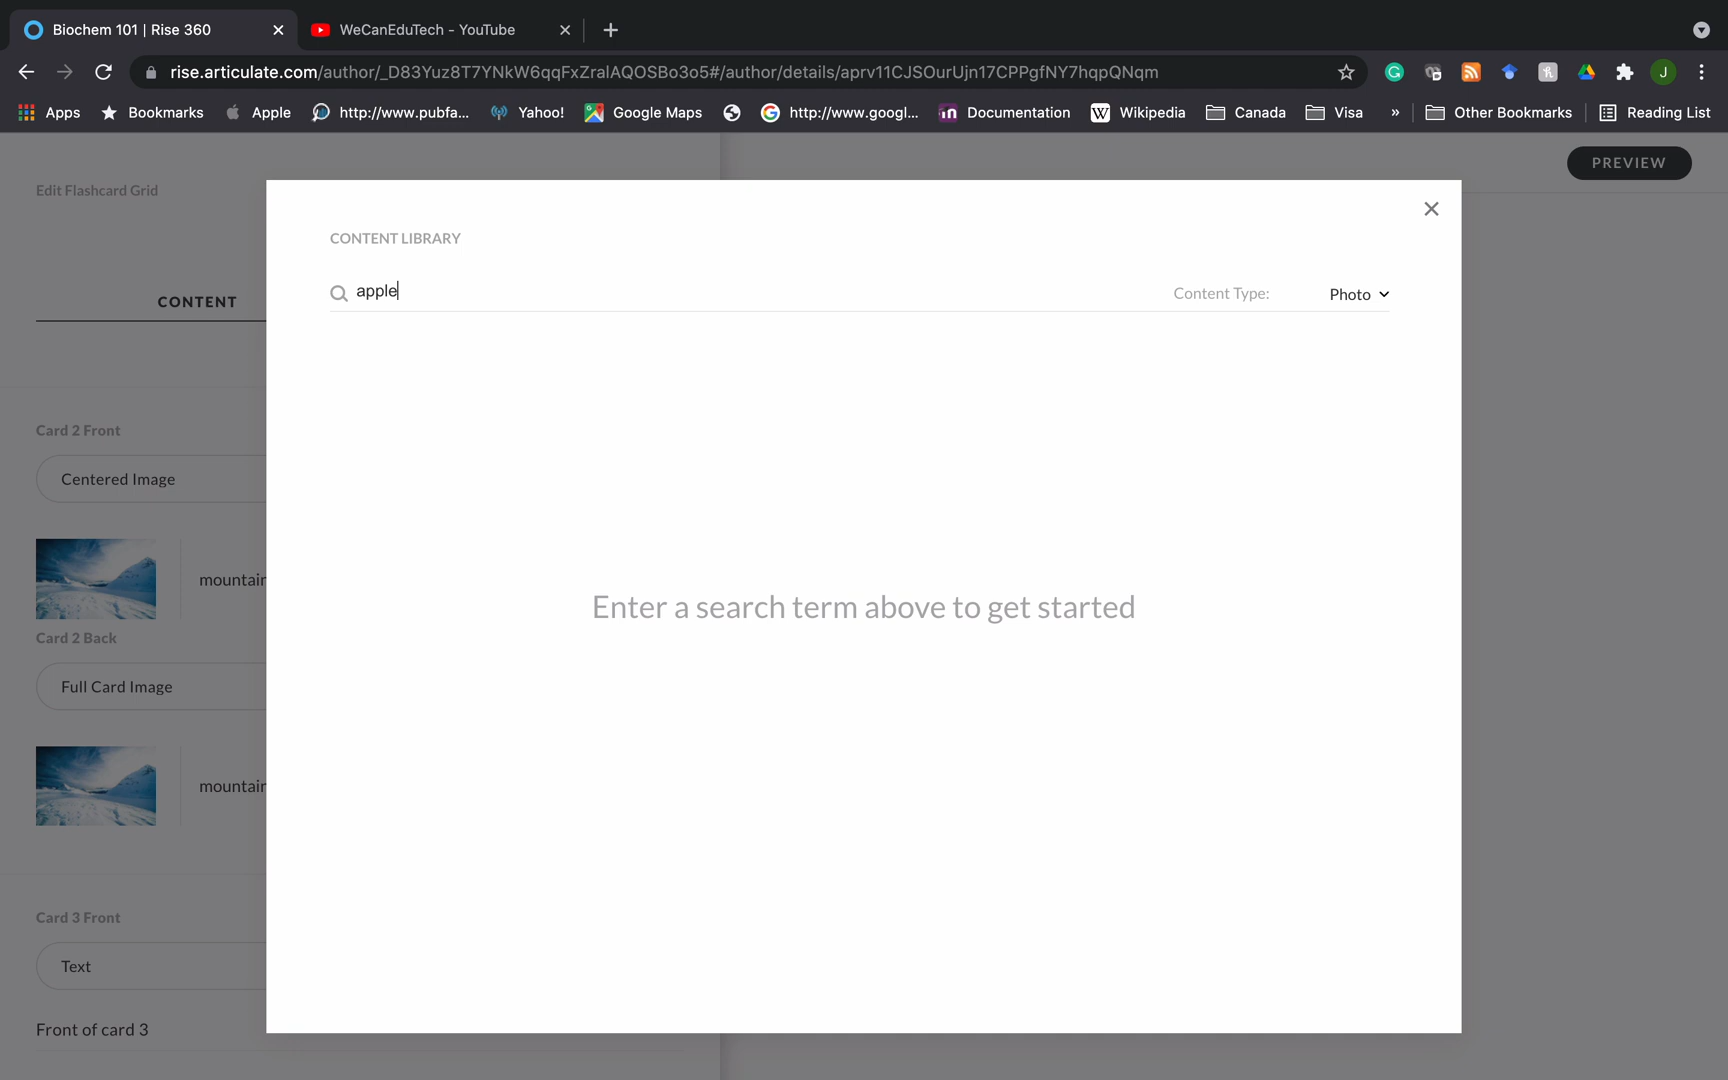 Biochem 101 | Rise 360
WeCanEduTech - YouTube
rise.articulate.com/author/_D83Yuz8T7YNkW6qqFxZralAQOSBo3o5#/author/details/aprv11CJSOurUjn17CPPgfNY7hqpQNqm
J
Apps
Bookmarks
Apple
http://www.pubfa...
Yahoo!
Google Maps
http://www.googl...
Documentation
Wikipedia
Canada
Visa
»
Other Bookmarks
Reading List
Edit Flashcard Grid
PREVIEW
CONTENT LIBRARY
apple
Content Type:
Photo
CONTENT
Card 2 Front
Centered Image
mountain
Enter a search term above to get started
Card 2 Back
Full Card Image
mountain
Card 3 Front
Text
Front of card 3